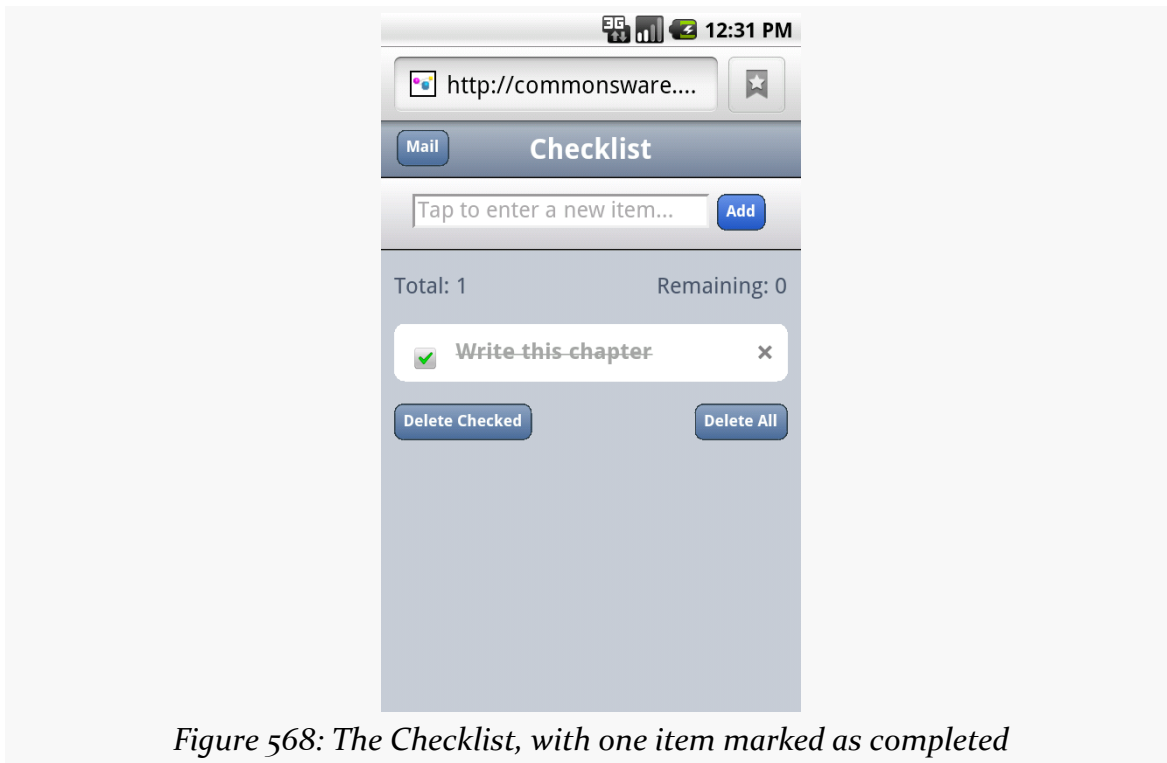 3G 12:31 PM
http://commonsware....
Mail Checklist
Tap to enter a new item... Add
Total: 1 Remaining: 0
Write this chapter ×
Delete Checked Delete All
Figure 568: The Checklist, with one item marked as completed